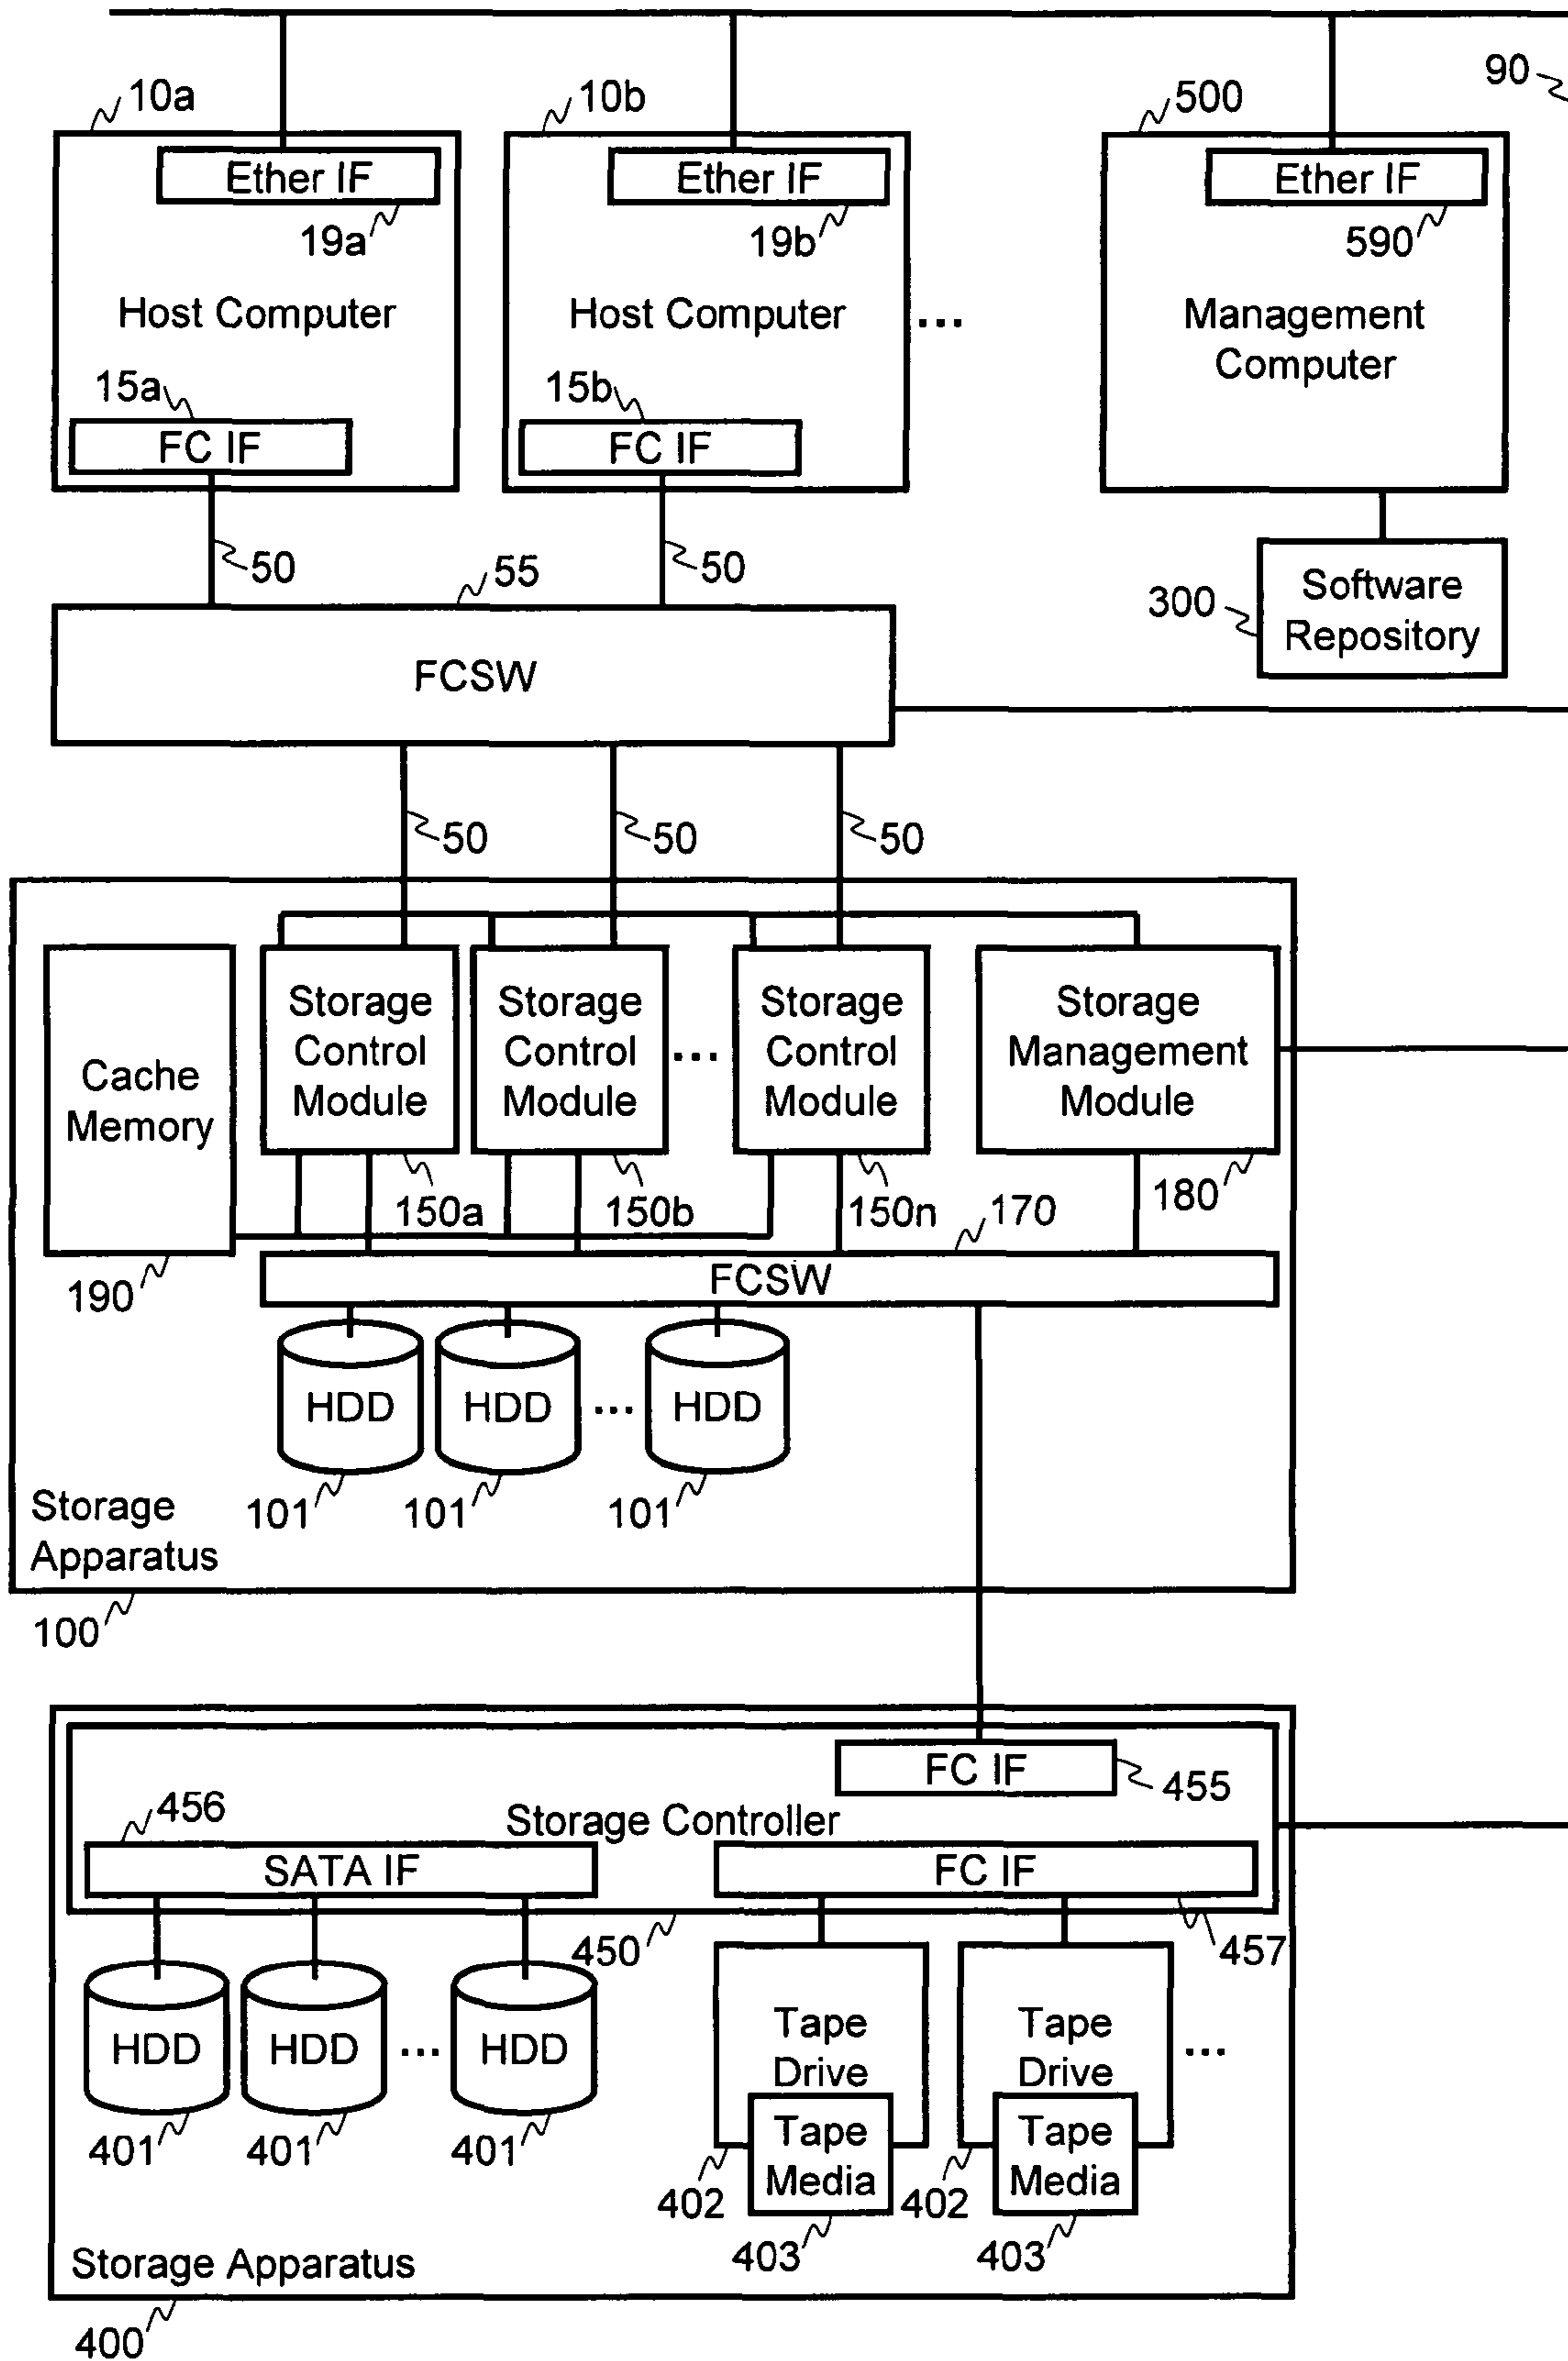 10a
10b
500
90
Ether IF
Ether IF
Ether IF
19a
19b
590
Host Computer
Host Computer
...
Management
Computer
15a
15b
FC IF
FC IF
50
50
55
300
Software
Repository
FCSW
50
50
50
Cache
Memory
Storage
Control
Module
Storage
Control
Module
...
Storage
Control
Module
Storage
Management
Module
150a
150b
150n
170
180
190
FCSW
HDD
HDD
...
HDD
101
101
101
Storage
Apparatus
100
FC IF
455
456
Storage Controller
SATA IF
FC IF
450
457
HDD
HDD
...
HDD
Tape
Drive
Tape
Drive
...
401
401
401
Tape
Media
Tape
Media
402
402
403
403
Storage Apparatus
400